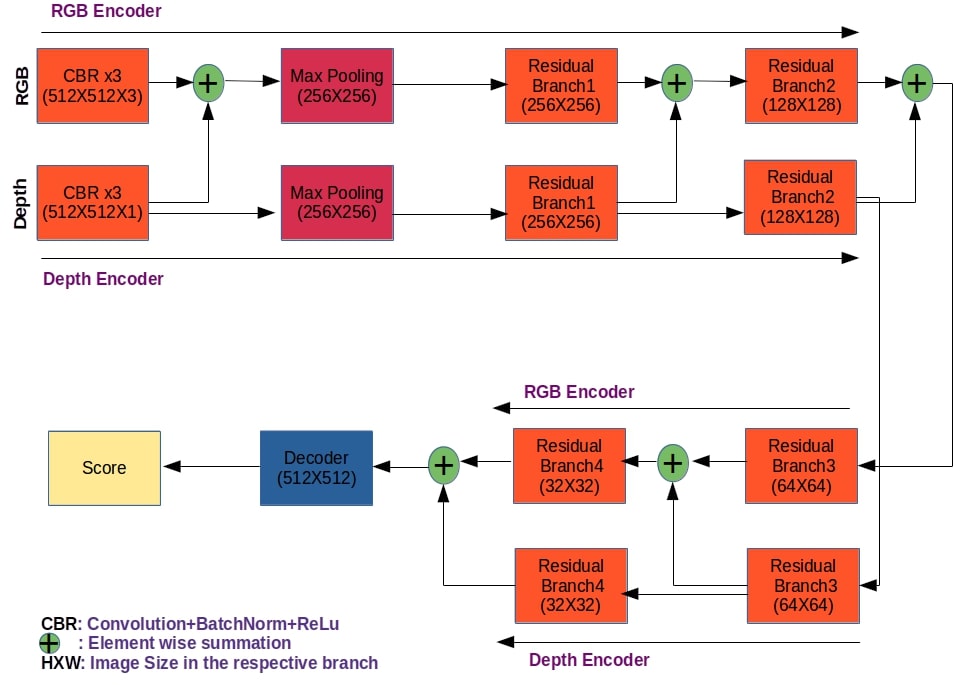 RGB Encoder
RGB
CBR x3
(512X512X3)
Max Pooling
(256X256)
Residual
Branch1
(256X256)
Residual
Branch2
(128X128)
Depth
CBR x3
(512X512X1)
Max Pooling
(256X256)
Residual
Branch1
(256X256)
Residual
Branch2
(128X128)
Depth Encoder
RGB Encoder
Score
Decoder
(512X512)
Residual
Branch4
(32X32)
Residual
Branch3
(64X64)
Residual
Branch4
(32X32)
Residual
Branch3
(64X64)
Depth Encoder
CBR: Convolution+BatchNorm+ReLu
+ : Element wise summation
HXW: Image Size in the respective branch